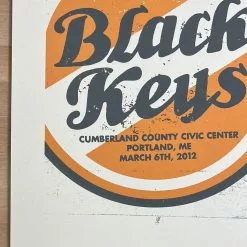 Black
Keys
CUMBERLAND COUNTY CIVIC CENTER
PORTLAND, ME
MARCH 6TH, 2012